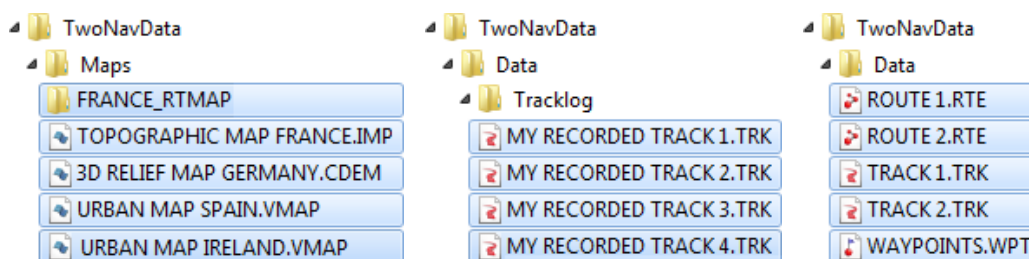 TwoNavData
Maps
FRANCE_RTMAP
TOPOGRAPHIC MAP FRANCE.IMP
3D RELIEF MAP GERMANY.CDEM
URBAN MAP SPAIN.VMAP
URBAN MAP IRELAND.VMAP
TwoNavData
Data
Tracklog
MY RECORDED TRACK 1.TRK
MY RECORDED TRACK 2.TRK
MY RECORDED TRACK 3.TRK
MY RECORDED TRACK 4.TRK
TwoNavData
Data
ROUTE 1.RTE
ROUTE 2.RTE
TRACK 1.TRK
TRACK 2.TRK
WAYPOINTS.WPT